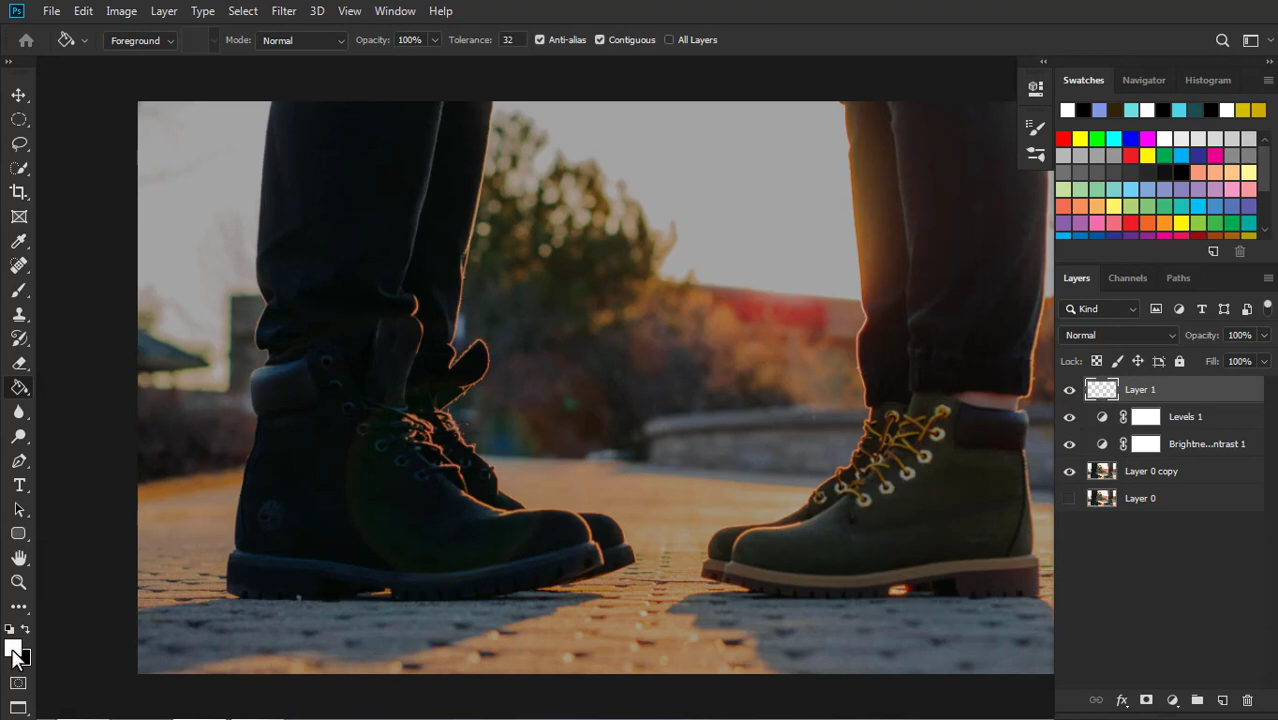 Ps File Edit Image Layer Type Select Filter 3D View Window Help
Foreground Mode: Normal Opacity: 100% Tolerance: 32 Anti-alias Contiguous All Layers
Swatches Navigator Histogram
Layers Channels Paths
Kind
Normal Opacity: 100%
Lock: Fill: 100%
Layer 1
Levels 1
Brightne...ntrast 1
Layer 0 copy
Layer 0
fx